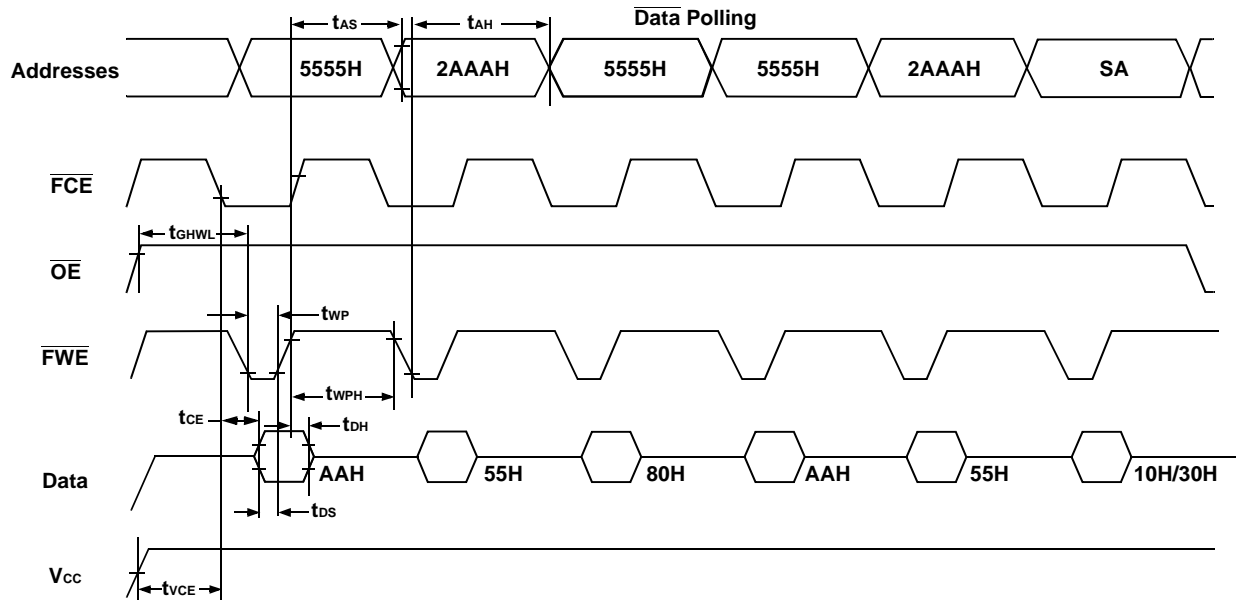 Data Polling
tAS
tAH
Addresses
5555H
2AAAH
5555H
5555H
2AAAH
SA
FCE
tGHWL
OE
tWP
FWE
tWPH
tCE
tDH
Data
AAH
55H
80H
AAH
55H
10H/30H
tDS
VCC
tVCE